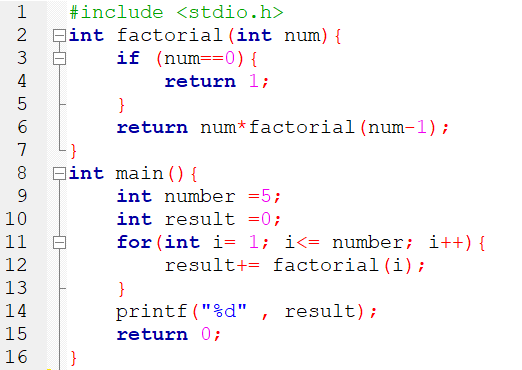 1 #include <stdio.h>
2 int factorial(int num){
3     if (num==0){
4         return 1;
5     }
6     return num*factorial(num-1);
7 }
8 int main(){
9     int number =5;
10     int result =0;
11     for(int i= 1; i<= number; i++){
12         result+= factorial(i);
13     }
14     printf("%d" , result);
15     return 0;
16 }